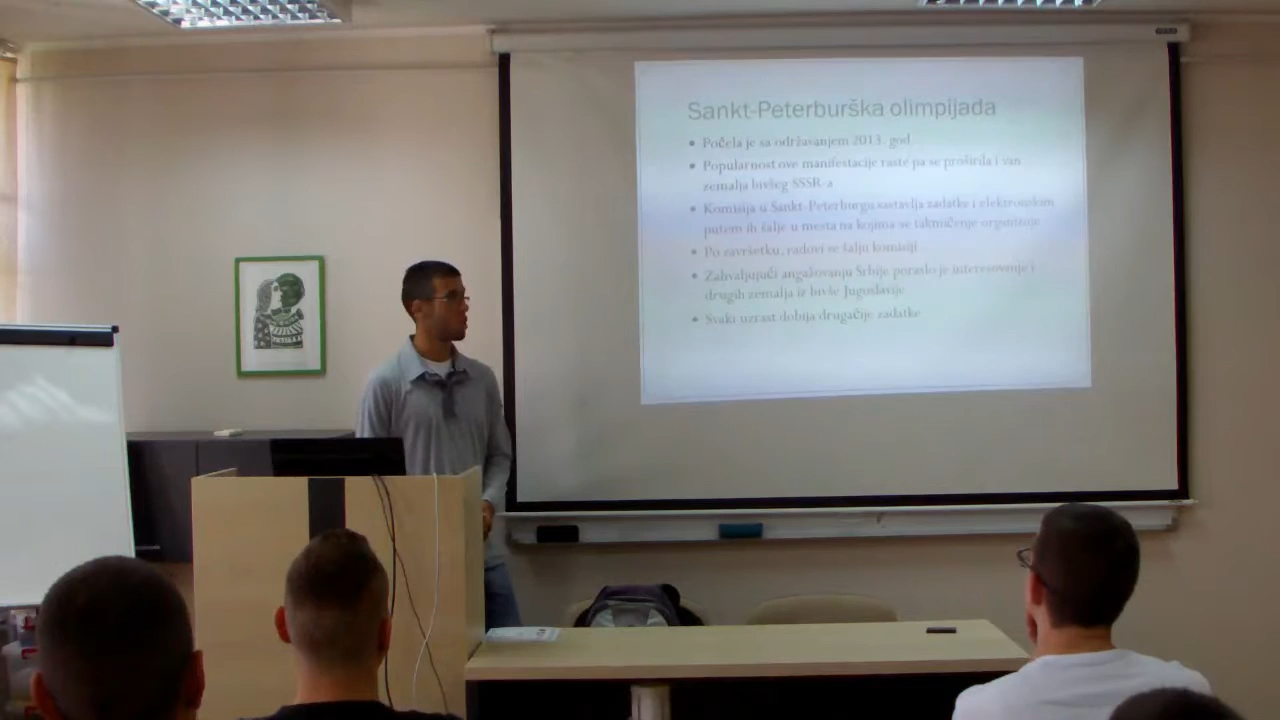 Sankt-Peterburška olimpijada
• Počela je sa održavanjem 2013. god.
• Popularnost ove manifestacije raste pa se proširila i van
zemalja bivšeg SSSR-a
• Komisija u Sankt-Peterburgu sastavlja zadatke i elektronskim
putem ih šalje u mesta na kojima se takmičenje organizuje
• Po završetku, radovi se šalju komisiji
• Zahvaljujući angažovanju Srbije poraslo je interesovanje i
drugih zemalja iz bivše Jugoslavije
• Svaki uzrast dobija drugačije zadatke